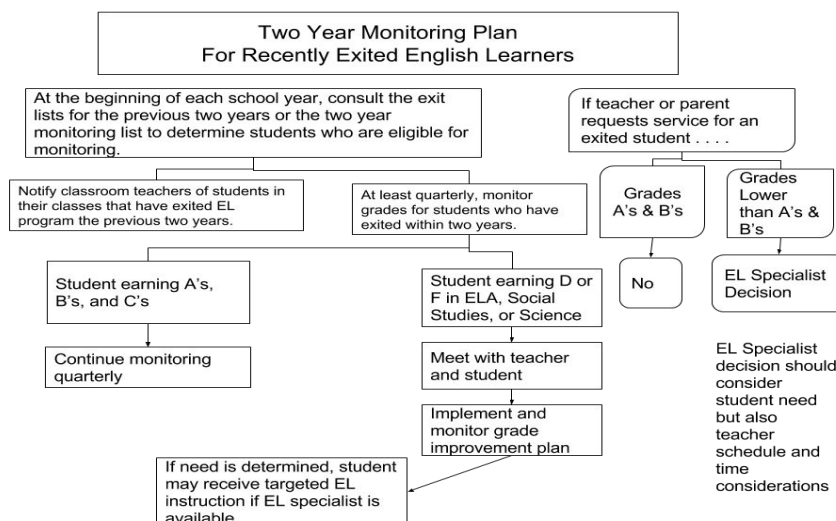 Two Year Monitoring Plan
For Recently Exited English Learners
At the beginning of each school year, consult the exit
lists for the previous two years or the two year
monitoring list to determine students who are eligible for
monitoring.
If teacher or parent
requests service for an
exited student . . . .
Notify classroom teachers of students in
their classes that have exited EL
program the previous two years.
At least quarterly, monitor
grades for students who have
exited within two years.
Grades
A's & B's
Grades
Lower
than A's &
B's
Student earning A's,
B's, and C's
Student earning D or
F in ELA, Social
Studies, or Science
No
EL Specialist
Decision
Continue monitoring
quarterly
Meet with teacher
and student
EL Specialist
decision should
consider
student need
but also
teacher
schedule and
time
considerations
Implement and
monitor grade
improvement plan
If need is determined, student
may receive targeted EL
instruction if EL specialist is
available